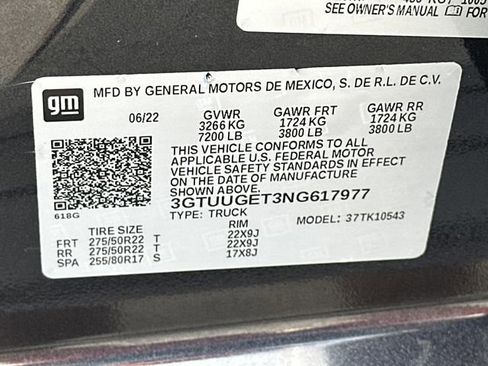 SEE OWNER'S MANUAL FOR
gm
MFD BY GENERAL MOTORS DE MEXICO, S. DE R.L. DE C.V.
06/22 GVWR GAWR FRT GAWR RR
3266 KG 1724 KG 1724 KG
7200 LB 3800 LB 3800 LB
THIS VEHICLE CONFORMS TO ALL
APPLICABLE U.S. FEDERAL MOTOR
VEHICLE SAFETY STANDARDS IN EFFECT
ON THE DATE OF MANUFACTURE
SHOWN ABOVE.
3GTUUGET3NG617977
618G
TYPE: TRUCK MODEL: 37TK10543
TIRE SIZE RIM
FRT 275/50R22 T 22X9J
RR 275/50R22 T 22X9J
SPA 255/80R17 S 17X8J